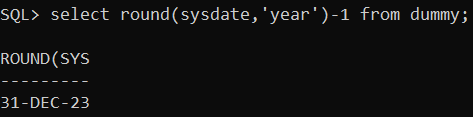 SQL> select round(sysdate,'year')-1 from dummy;
ROUND(SYS
---------
31-DEC-23